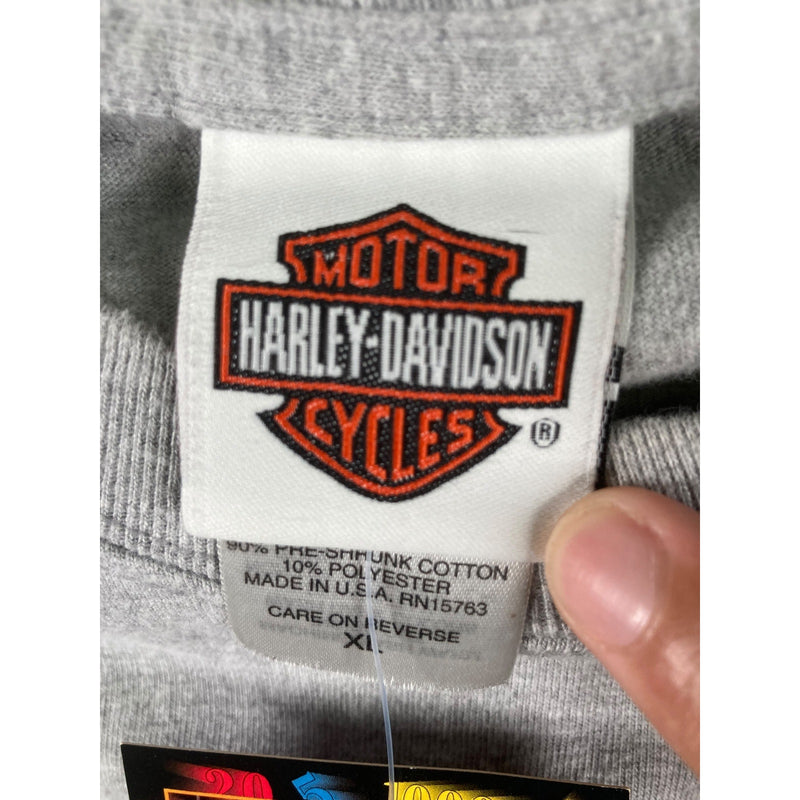 MOTOR
HARLEY-DAVIDSON
CYCLES ®
90% PRE-SHRUNK COTTON
10% POLYESTER
MADE IN U.S.A. RN15763
CARE ON REVERSE
XL